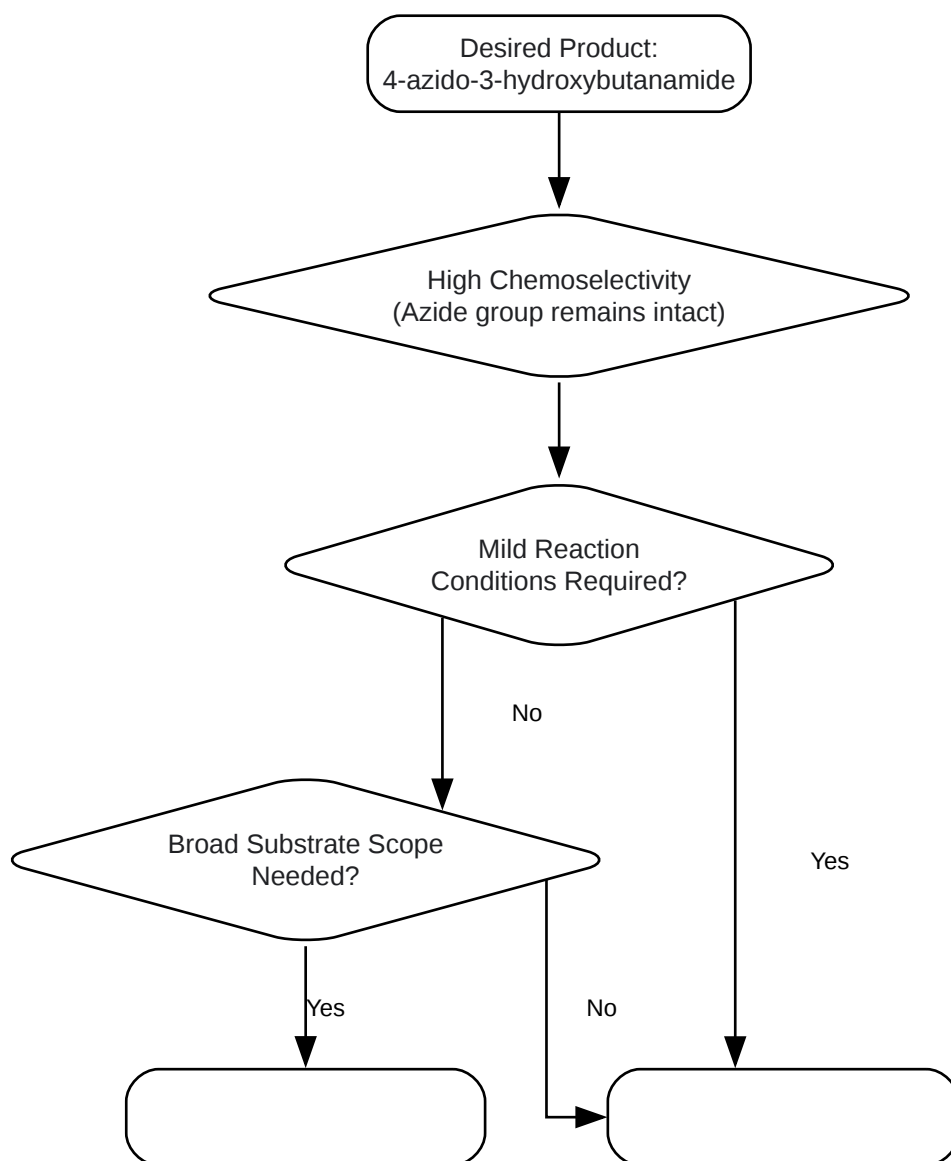 Desired Product:
4-azido-3-hydroxybutanamide
High Chemoselectivity
(Azide group remains intact)
Mild Reaction
Conditions Required?
No
Broad Substrate Scope
Needed?
Yes
Yes
No